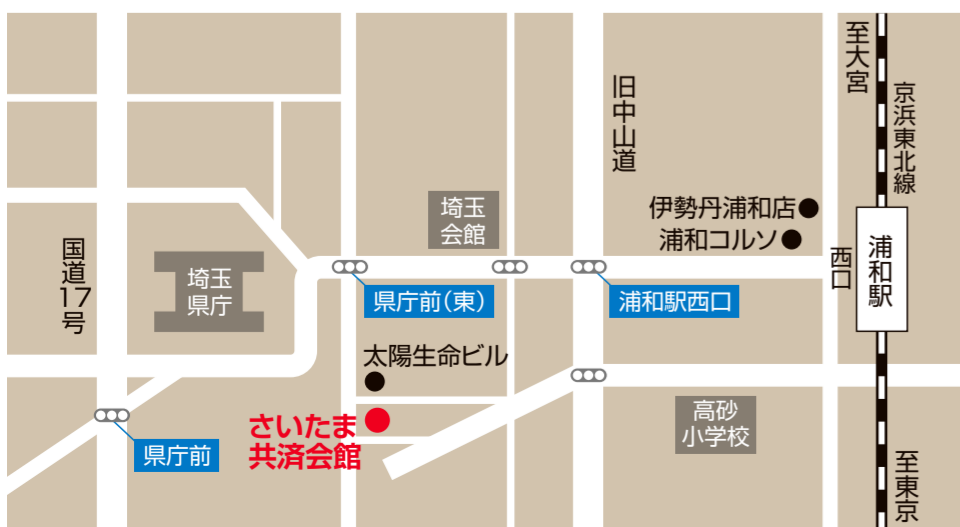 至大宮
京浜東北線
旧中山道
埼玉
会館
伊勢丹浦和店
浦和コルソ
国道17号
埼玉
県庁
西口
浦和駅
県庁前(東)
浦和駅西口
太陽生命ビル
さいたま
共済会館
高砂
小学校
県庁前
至東京